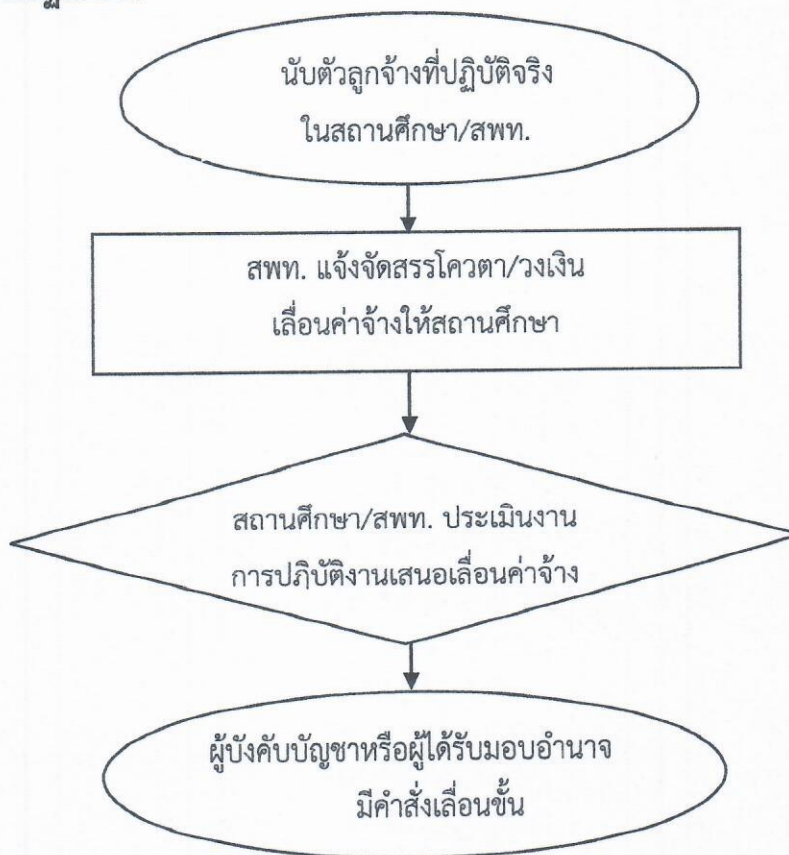 นับตัวลูกจ้างที่ปฏิบัติจริง
ในสถานศึกษา/สพท.
สพท. แจ้งจัดสรรโควตา/วงเงิน
เลื่อนค่าจ้างให้สถานศึกษา
สถานศึกษา/สพท. ประเมินงาน
การปฏิบัติงานเสนอเลื่อนค่าจ้าง
ผู้บังคับบัญชาหรือผู้ได้รับมอบอำนาจ
มีคำสั่งเลื่อนขั้น